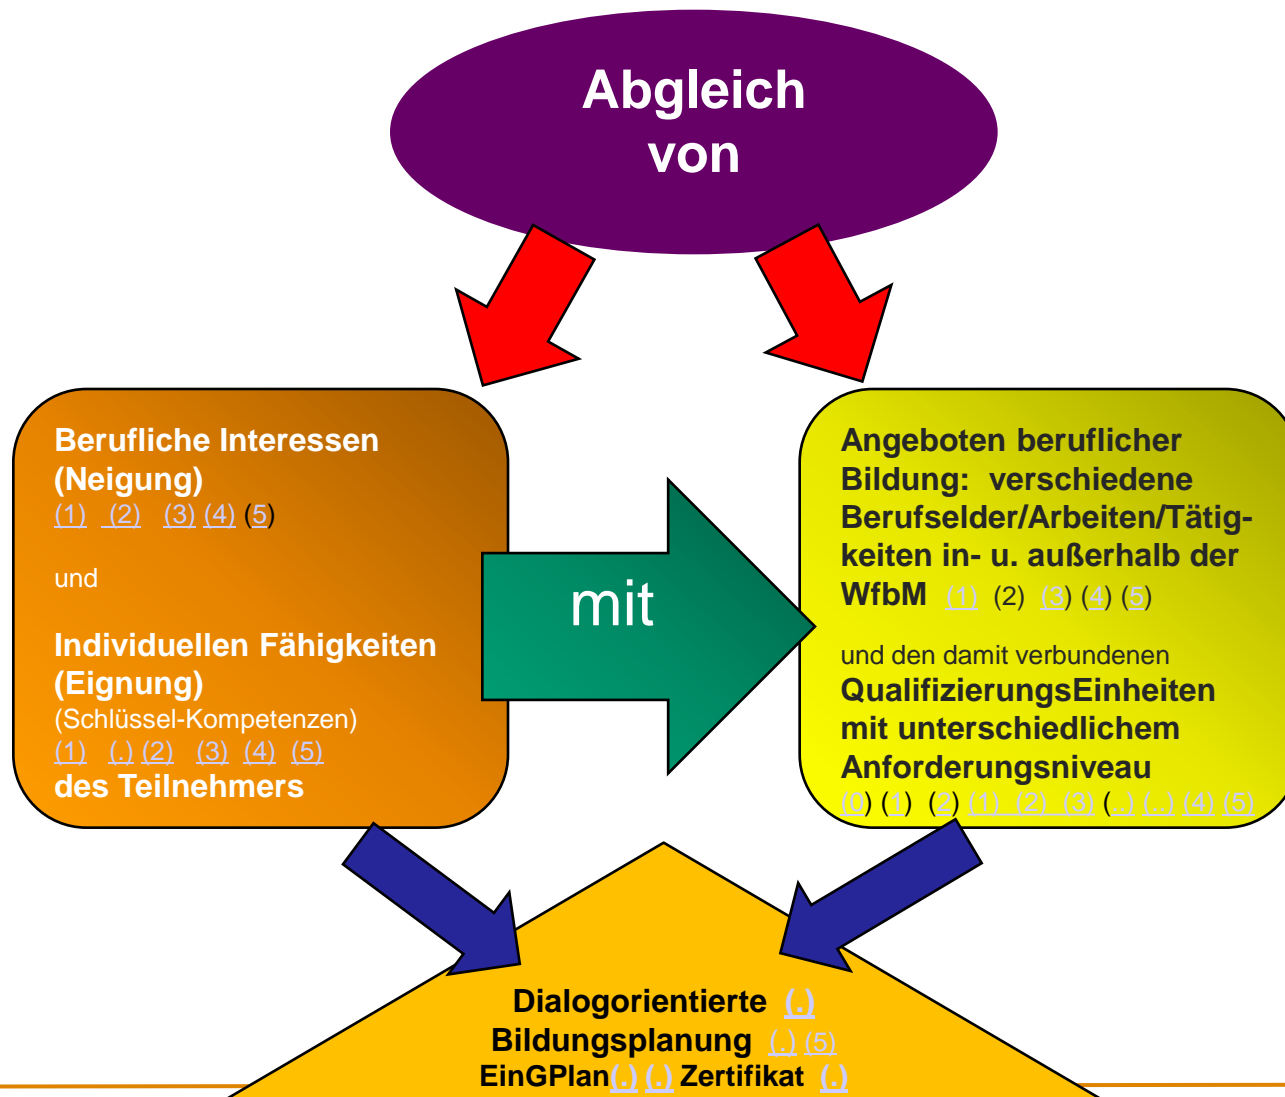 Abgleich
von
Berufliche Interessen
(Neigung)
(1) (2) (3) (4) (5)
und
Individuellen Fähigkeiten
(Eignung)
(Schlüssel-Kompetenzen)
(1) (.) (2) (3) (4) (5)
des Teilnehmers
mit
Angeboten beruflicher
Bildung: verschiedene
Berufselder/Arbeiten/Tätig-
keiten in- u. außerhalb der
WfbM (1) (2) (3) (4) (5)
und den damit verbundenen
QualifizierungsEinheiten
mit unterschiedlichem
Anforderungsniveau
(0) (1) (2) (1) (2) (3) (..) (..) (4) (5)
Dialogorientierte (.)
Bildungsplanung (.) (5)
EinGPlan(.) (.) Zertifikat (.)